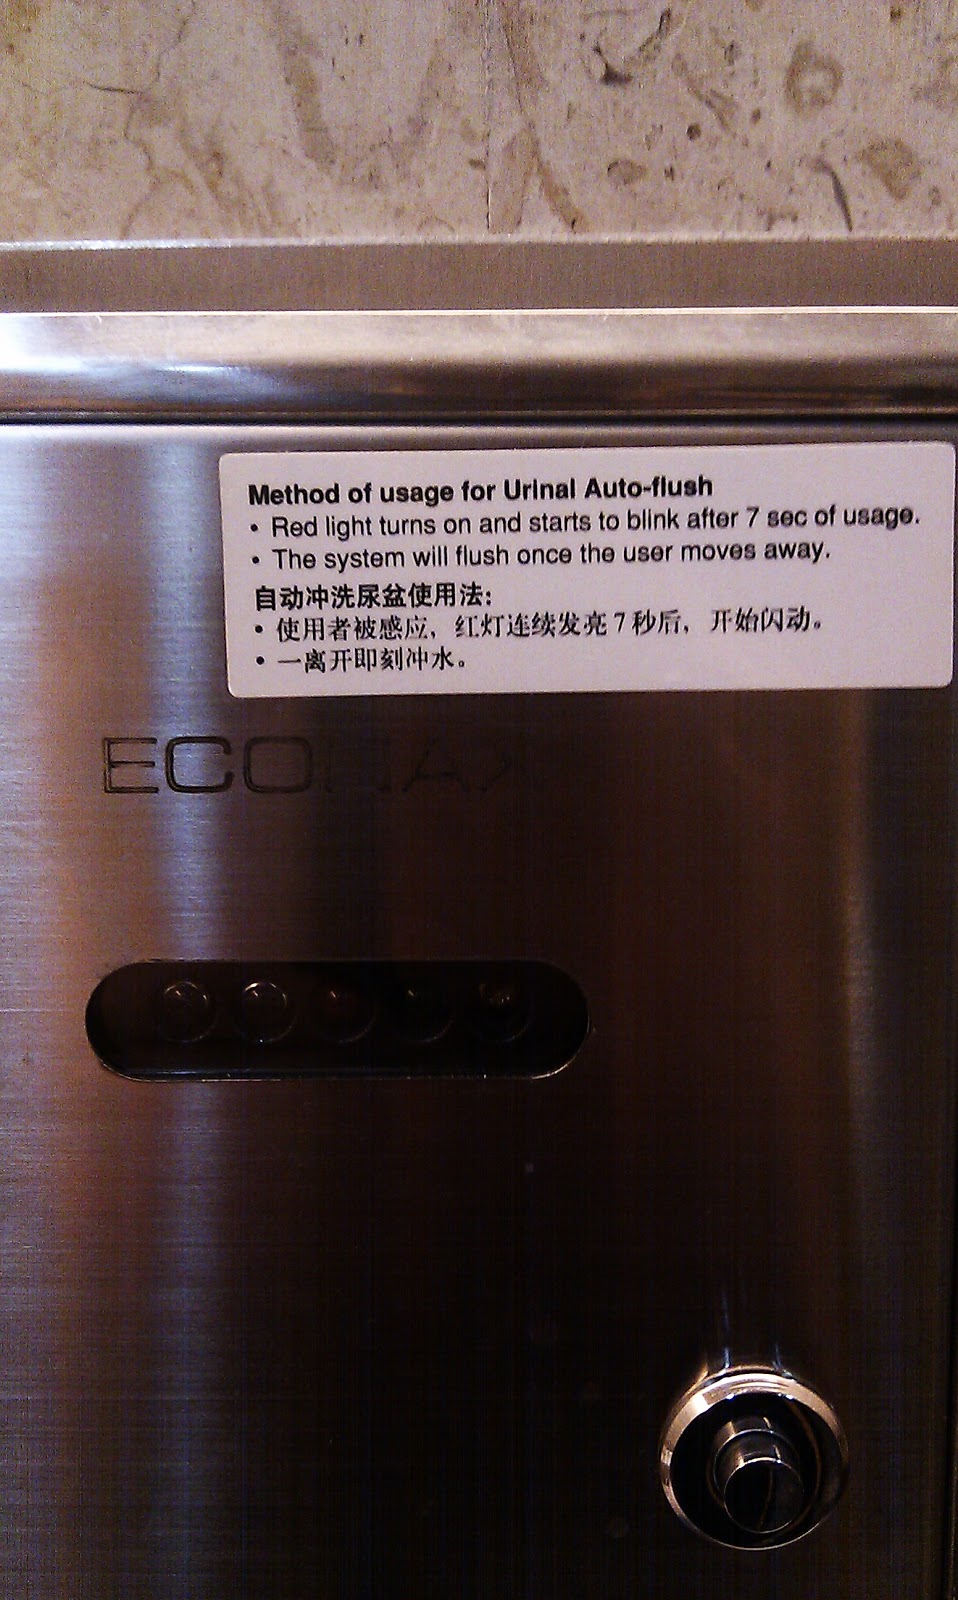 Method of usage for Urinal Auto-flush
• Red light turns on and starts to blink after 7 sec of usage.
• The system will flush once the user moves away.
自动冲洗尿盆使用法:
• 使用者被感应, 红灯连续发亮7秒后, 开始闪动。
• 一离开即刻冲水。
ECOMAX